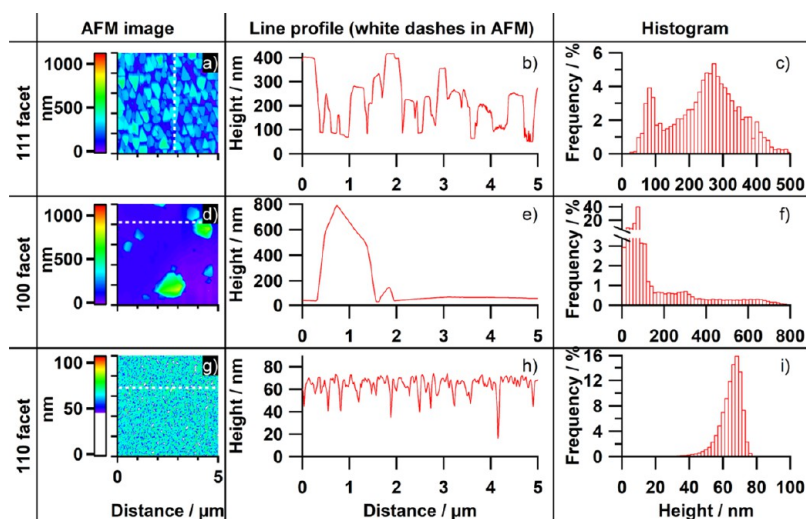 AFM image
Line profile (white dashes in AFM)
Histogram
111 facet
1000
500
0
nm
a)
Height / nm
400
300
200
100
0
b)
0 1 2 3 4 5
Frequency / %
6
4
2
0
c)
0 100 200 300 400 500
100 facet
1000
500
0
nm
d)
Height / nm
800
600
400
200
0
e)
0 1 2 3 4 5
Frequency / %
40
20
3
2
1
0
f)
0 200 400 600 800
110 facet
100
50
0
nm
g)
0 5
Distance / µm
Height / nm
80
60
40
20
0
h)
0 1 2 3 4 5
Distance / µm
Frequency / %
16
12
8
4
0
i)
0 20 40 60 80 100
Height / nm